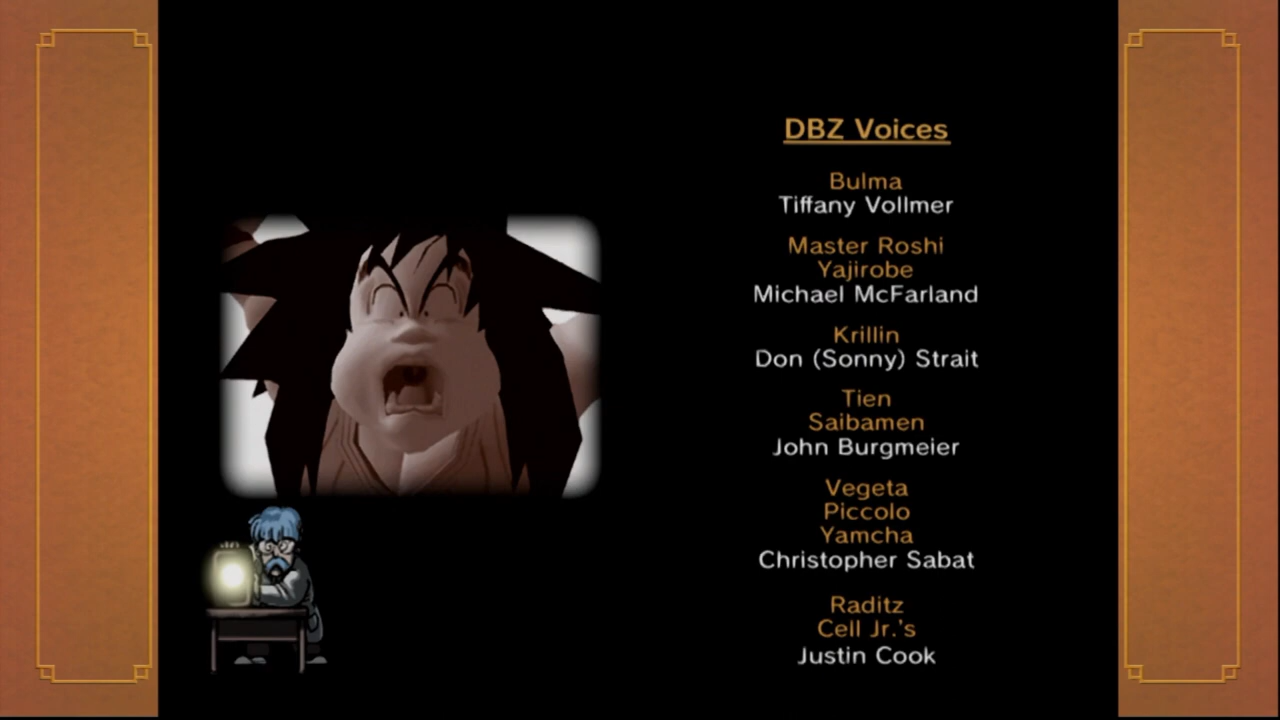 DBZ Voices
Bulma
Tiffany Vollmer
Master Roshi
Yajirobe
Michael McFarland
Krillin
Don (Sonny) Strait
Tien
Saibamen
John Burgmeier
Vegeta
Piccolo
Yamcha
Christopher Sabat
Raditz
Cell Jr.'s
Justin Cook